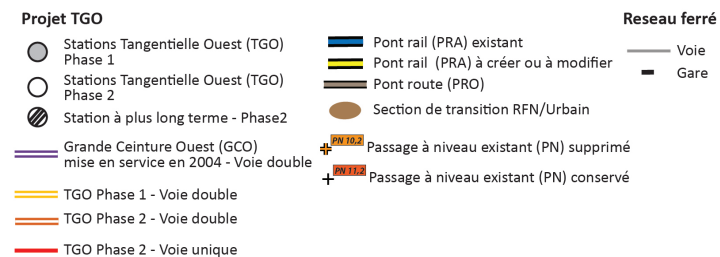 Projet TGO
Stations Tangentielle Ouest (TGO)
Phase 1
Stations Tangentielle Ouest (TGO)
Phase 2
Station à plus long terme - Phase2
Grande Ceinture Ouest (GCO)
mise en service en 2004 - Voie double
TGO Phase 1 - Voie double
TGO Phase 2 - Voie double
TGO Phase 2 - Voie unique
Pont rail (PRA) existant
Pont rail (PRA) à créer ou à modifier
Pont route (PRO)
Section de transition RFN/Urbain
PN 10,2 Passage à niveau existant (PN) supprimé
PN 11,2 Passage à niveau existant (PN) conservé
Reseau ferré
Voie
Gare